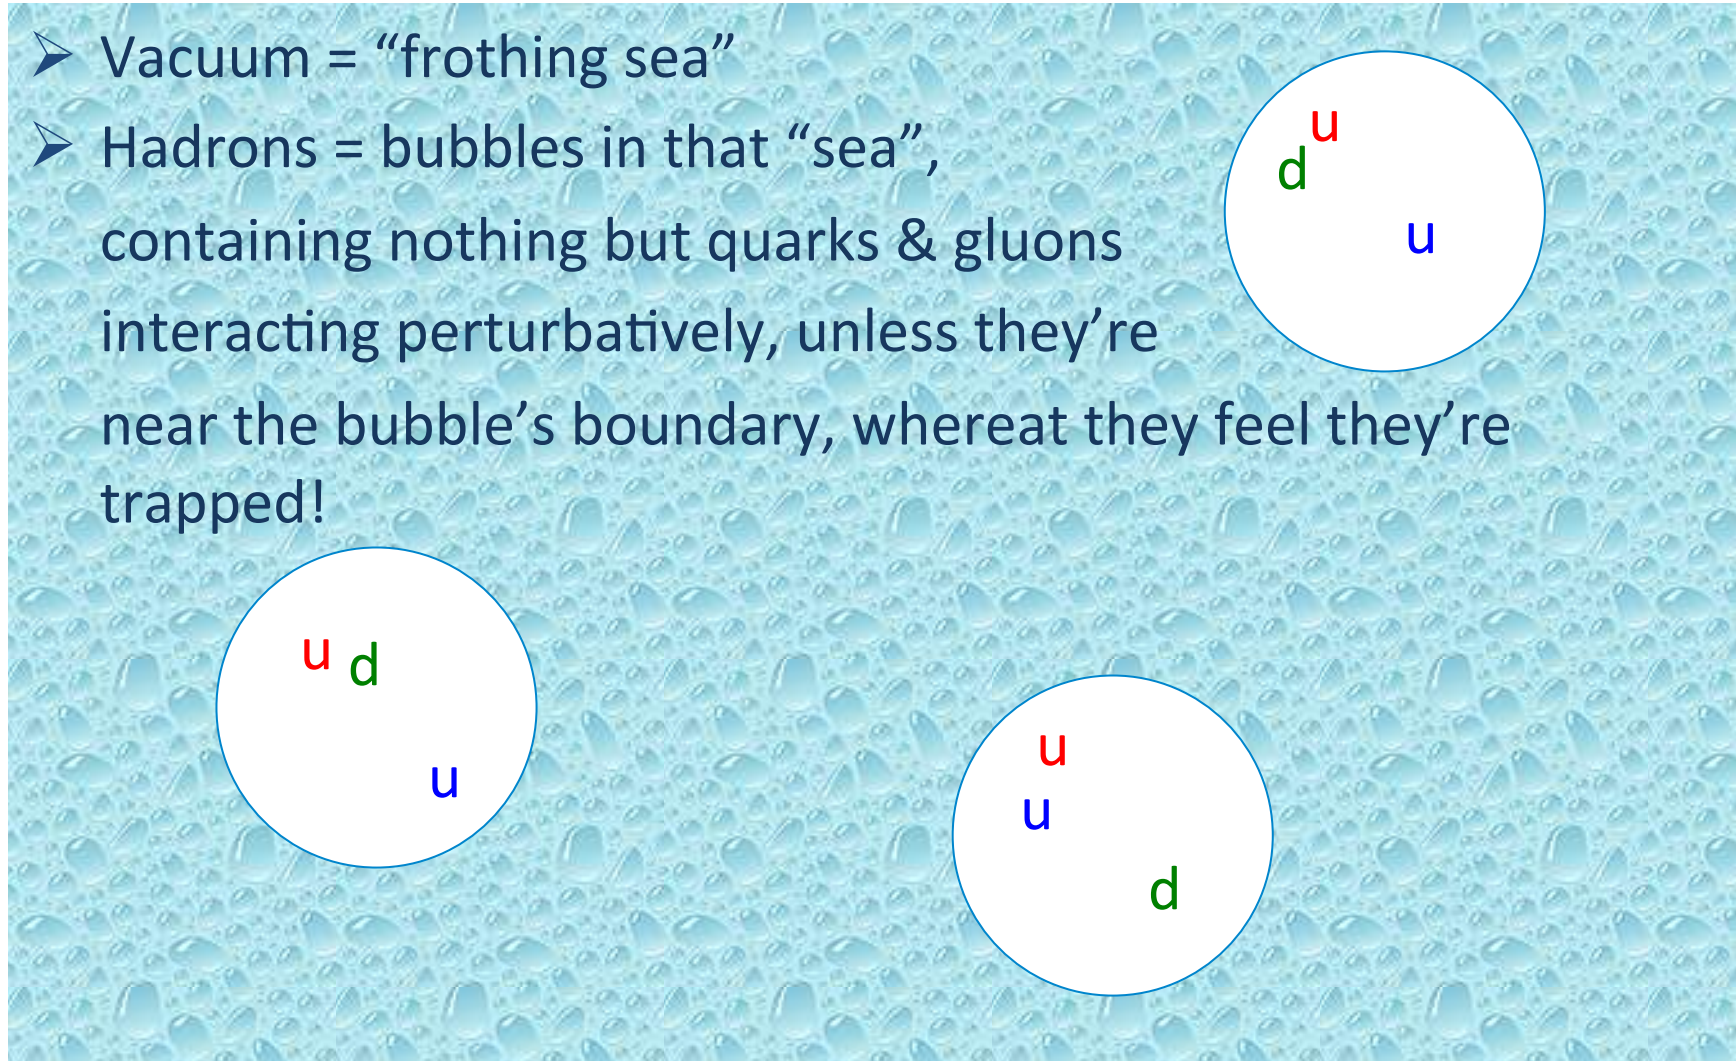 ➢ Vacuum = “frothing sea”
➢ Hadrons = bubbles in that “sea”,
containing nothing but quarks & gluons
interacting perturbatively, unless they’re
near the bubble’s boundary, whereat they feel they’re
trapped!
u
d
u
u d
u
u
u
d